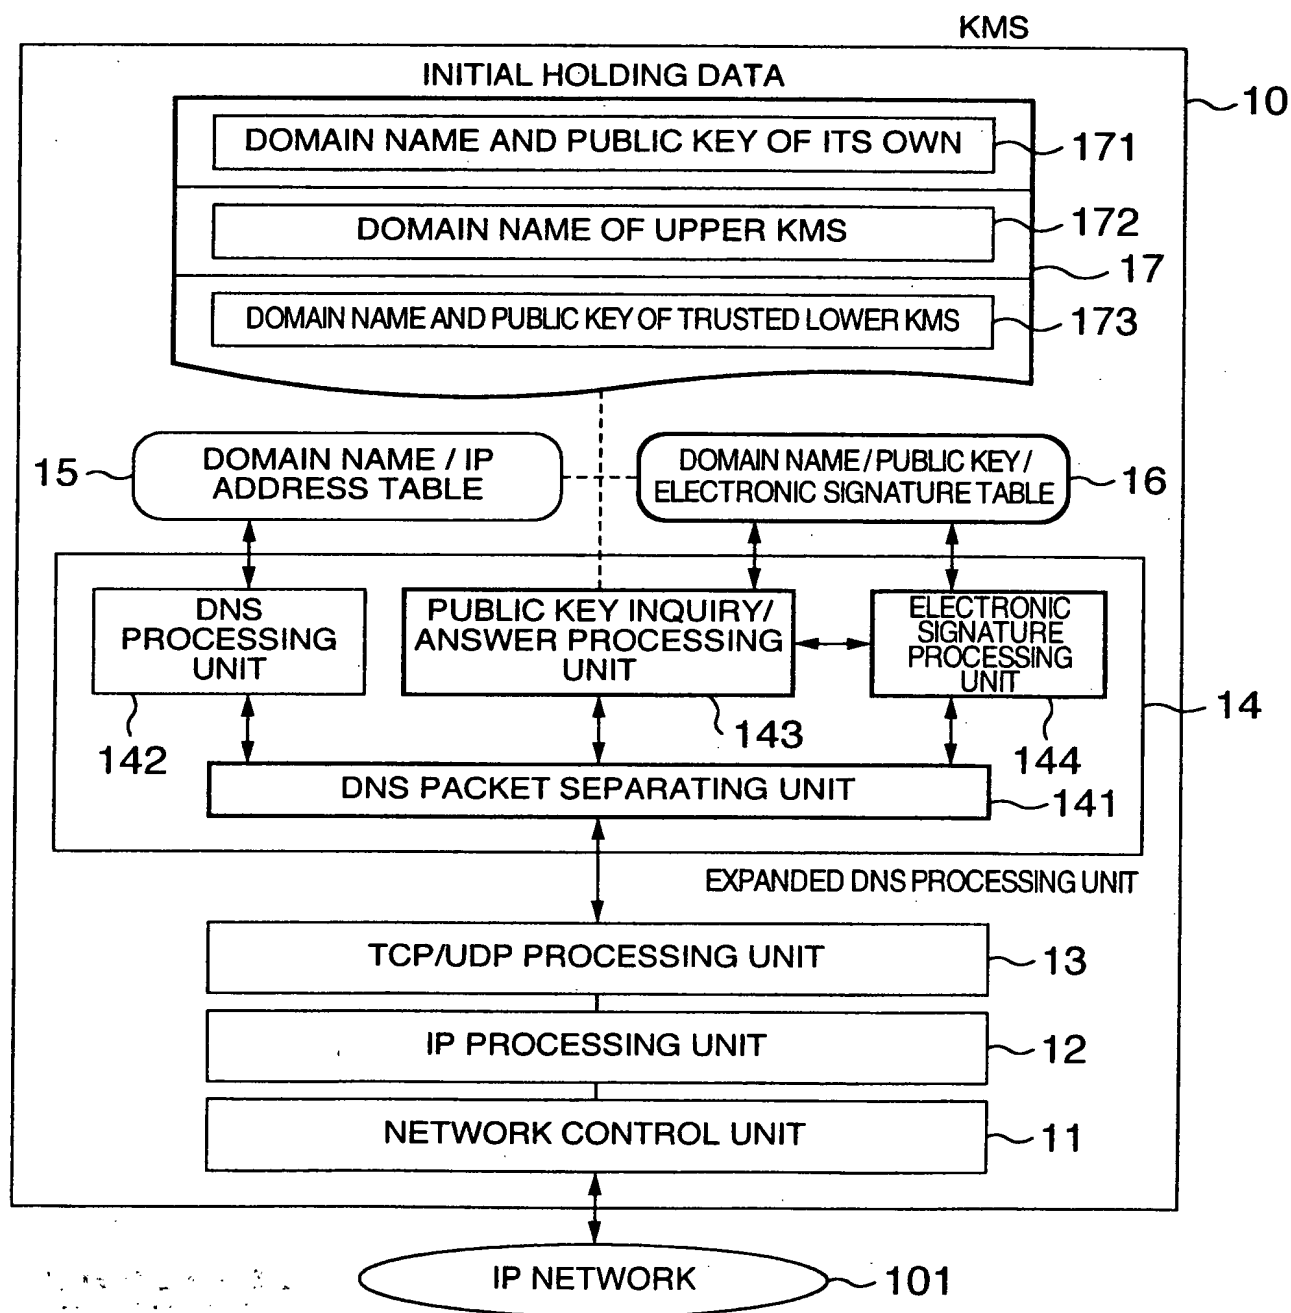 KMS
INITIAL HOLDING DATA
10
DOMAIN NAME AND PUBLIC KEY OF ITS OWN
171
DOMAIN NAME OF UPPER KMS
172
17
DOMAIN NAME AND PUBLIC KEY OF TRUSTED LOWER KMS
173
15
DOMAIN NAME / IP
ADDRESS TABLE
DOMAIN NAME / PUBLIC KEY /
ELECTRONIC SIGNATURE TABLE
16
DNS
PROCESSING
UNIT
PUBLIC KEY INQUIRY/
ANSWER PROCESSING
UNIT
ELECTRONIC
SIGNATURE
PROCESSING
UNIT
14
142
143
144
DNS PACKET SEPARATING UNIT
141
EXPANDED DNS PROCESSING UNIT
TCP/UDP PROCESSING UNIT
13
IP PROCESSING UNIT
12
NETWORK CONTROL UNIT
11
IP NETWORK
101